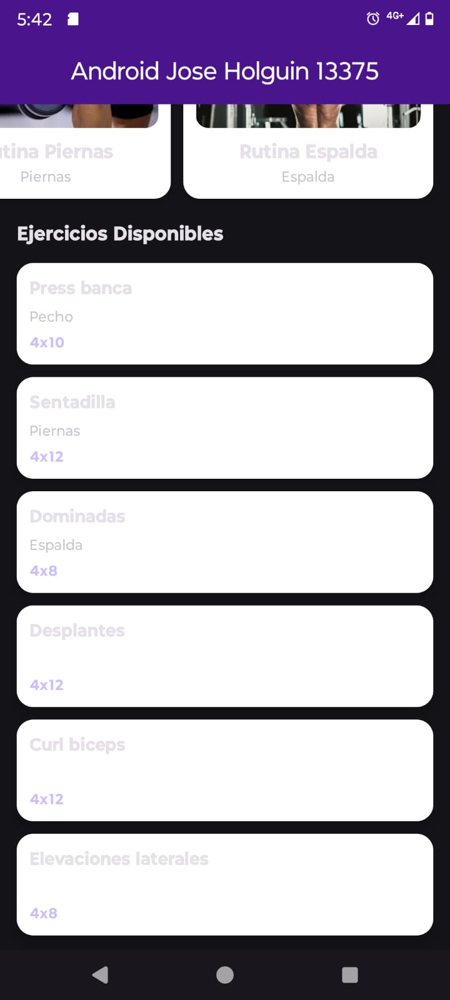 5:42
4G+
Android Jose Holguin 13375
tina Piernas
Piernas
Rutina Espalda
Espalda
Ejercicios Disponibles
Press banca
Pecho
4x10
Sentadilla
Piernas
4x12
Dominadas
Espalda
4x8
Desplantes
4x12
Curl biceps
4x12
Elevaciones laterales
4x8